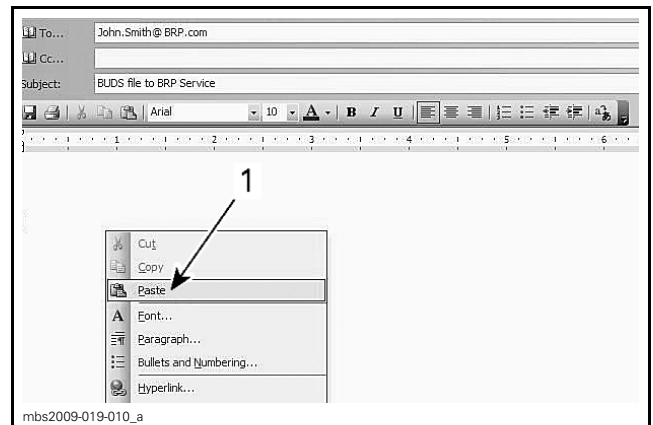 To... John.Smith@ BRP.com
Cc...
Subject: BUDS file to BRP Service
Arial 10 A B I U
1 2 3 4 5 6
1
Cut
Copy
Paste
A Font...
Paragraph...
Bullets and Numbering...
Hyperlink...
mbs2009-019-010_a